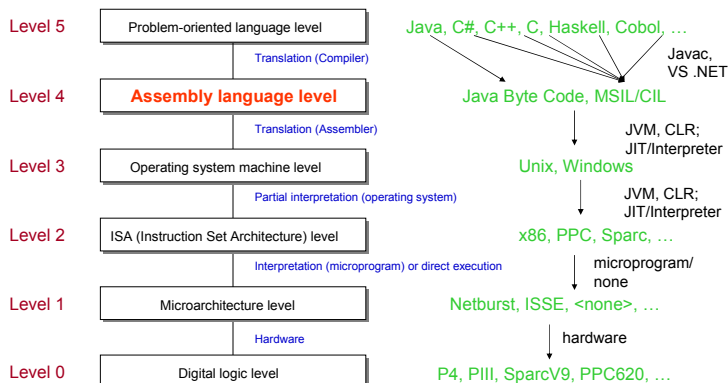 Level 5 Problem-oriented language level Java, C#, C++, C, Haskell, Cobol, …
Translation (Compiler) Javac,
VS .NET
Level 4 Assembly language level Java Byte Code, MSIL/CIL
Translation (Assembler) JVM, CLR;
JIT/Interpreter
Level 3 Operating system machine level Unix, Windows
Partial interpretation (operating system) JVM, CLR;
JIT/Interpreter
Level 2 ISA (Instruction Set Architecture) level x86, PPC, Sparc, …
Interpretation (microprogram) or direct execution microprogram/
none
Level 1 Microarchitecture level Netburst, ISSE, <none>, …
Hardware hardware
Level 0 Digital logic level P4, PIII, SparcV9, PPC620, …